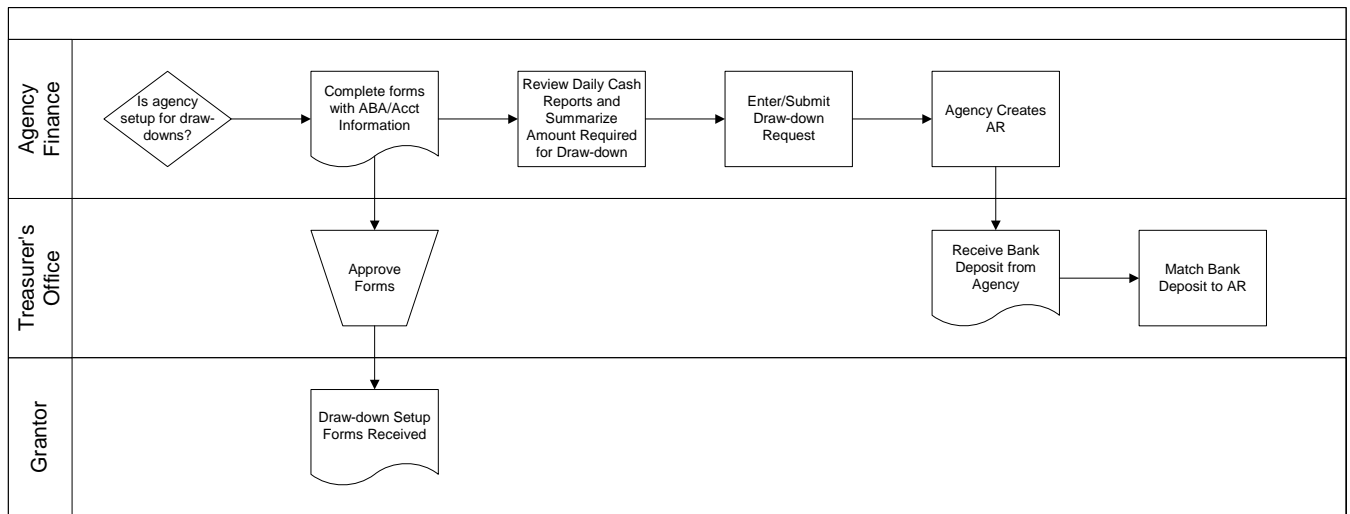 Agency
Finance
Is agency
setup for draw-
downs?
Complete forms
with ABA/Acct
Information
Review Daily Cash
Reports and
Summarize
Amount Required
for Draw-down
Enter/Submit
Draw-down
Request
Agency Creates
AR
Treasurer's
Office
Approve
Forms
Receive Bank
Deposit from
Agency
Match Bank
Deposit to AR
Grantor
Draw-down Setup
Forms Received